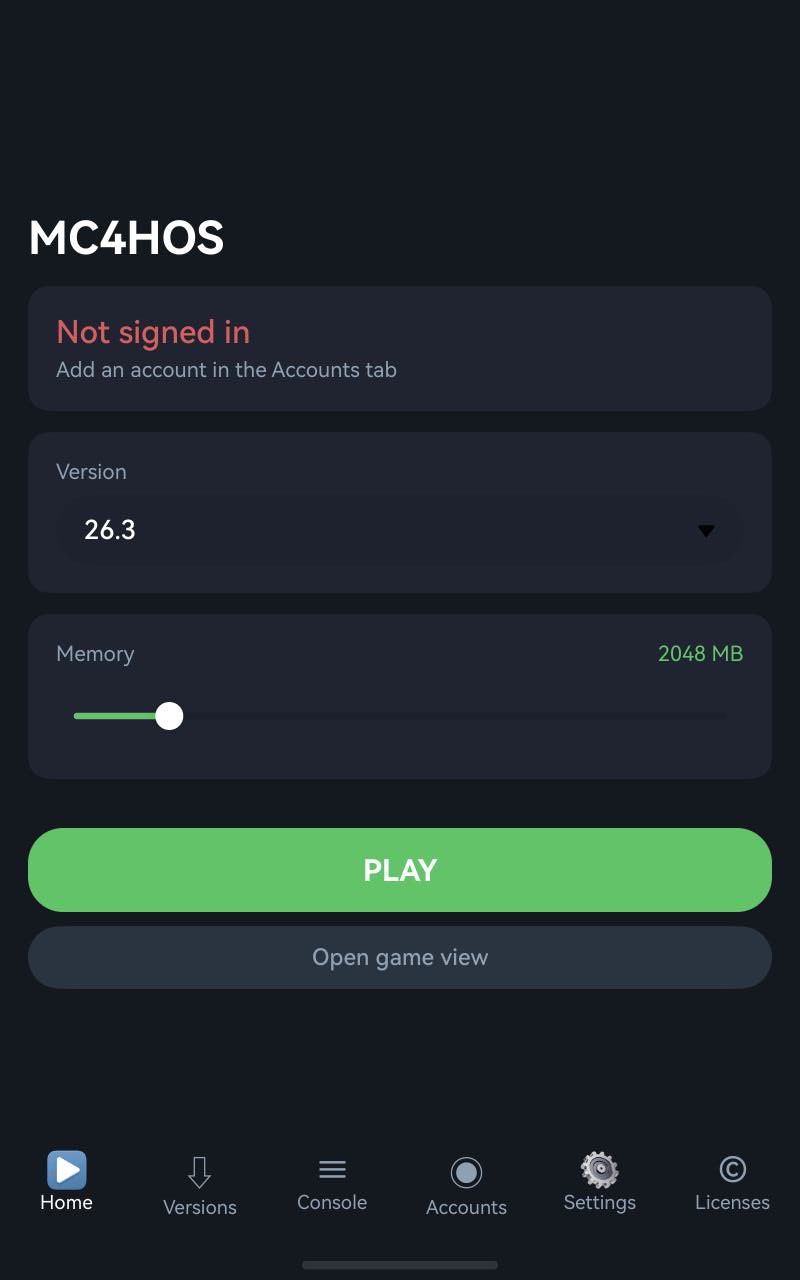 MC4HOS
Not signed in
Add an account in the Accounts tab
Version
26.3
Memory
2048 MB
PLAY
Open game view
Home
Versions
Console
Accounts
Settings
Licenses